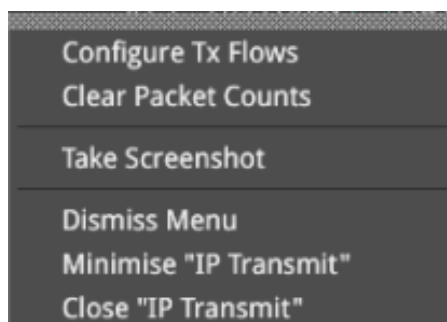 Configure Tx Flows
Clear Packet Counts
Take Screenshot
Dismiss Menu
Minimise "IP Transmit"
Close "IP Transmit"